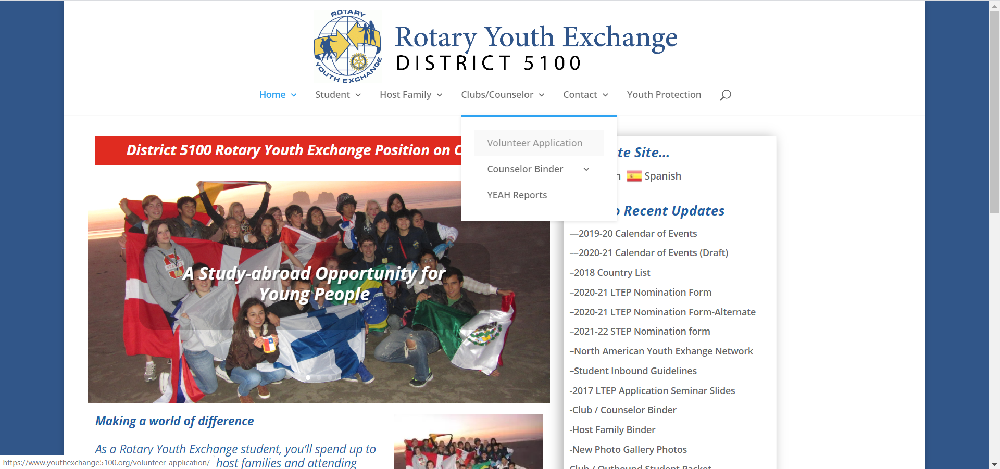 ROTARY
YOUTH EXCHANGE
Rotary Youth Exchange
DISTRICT 5100
Home
Student
Host Family
Clubs/Counselor
Contact
Youth Protection
Volunteer Application
Counselor Binder
YEAH Reports
District 5100 Rotary Youth Exchange Position on
A Study-abroad Opportunity for
Young People
Making a world of difference
As a Rotary Youth Exchange student, you’ll spend up to
host families and attending
Site...
Spanish
Recent Updates
—2019-20 Calendar of Events
––2020-21 Calendar of Events (Draft)
–2018 Country List
–2020-21 LTEP Nomination Form
–2020-21 LTEP Nomination Form-Alternate
–2021-22 STEP Nomination form
–North American Youth Exhange Network
–Student Inbound Guidelines
-2017 LTEP Application Seminar Slides
-Club / Counselor Binder
-Host Family Binder
-New Photo Gallery Photos
Club / Outbound Student Packet
https://www.youthexchange5100.org/volunteer-application/